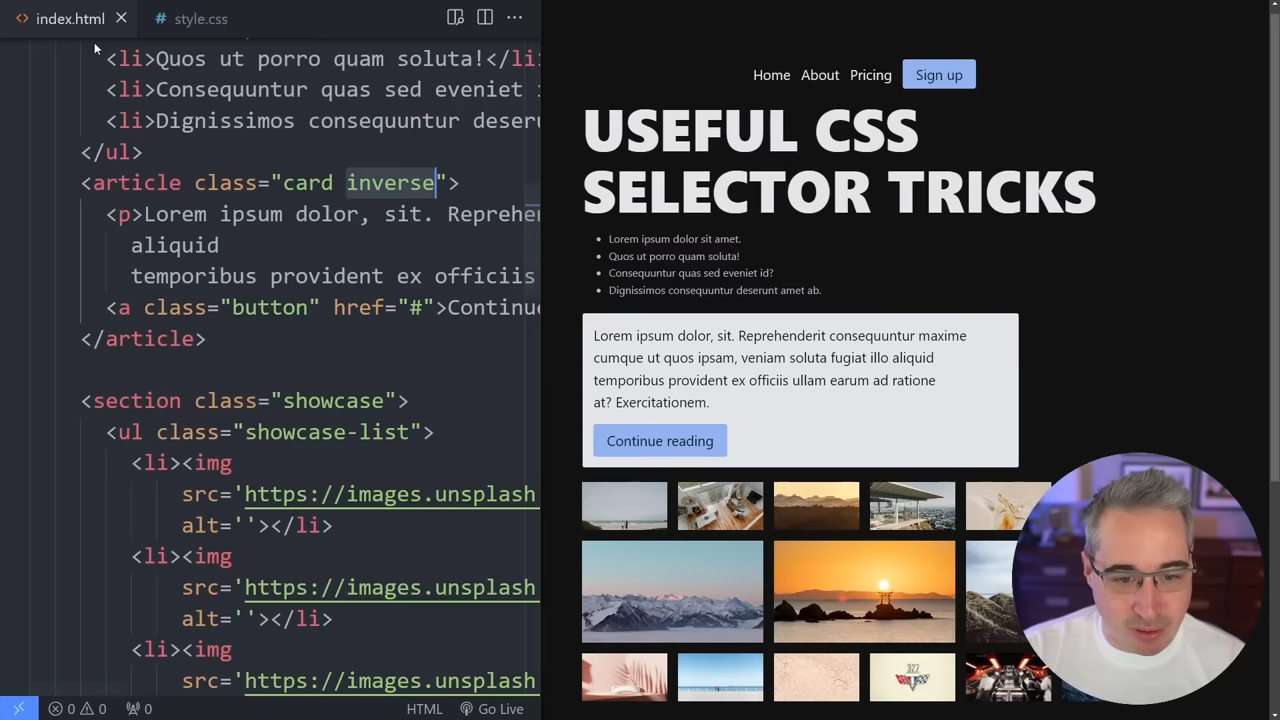 index.html
style.css
<li>Quos ut porro quam soluta!</li>
<li>Consequuntur quas sed eveniet i
<li>Dignissimos consequuntur deseru
</ul>
<article class="card inverse">
<p>Lorem ipsum dolor, sit. Reprehen
aliquid
temporibus provident ex officiis
<a class="button" href="#">Continue
</article>
<section class="showcase">
<ul class="showcase-list">
<li><img
src='https://images.unsplash
alt=''></li>
<li><img
src='https://images.unsplash
alt=''></li>
<li><img
src='https://images.unsplash
0 0 0 HTML Go Live
Home About Pricing Sign up
USEFUL CSS
SELECTOR TRICKS
Lorem ipsum dolor sit amet.
Quos ut porro quam soluta!
Consequuntur quas sed eveniet id?
Dignissimos consequuntur deserunt amet ab.
Lorem ipsum dolor, sit. Reprehenderit consequuntur maxime
cumque ut quos ipsam, veniam soluta fugiat illo aliquid
temporibus provident ex officiis ullam earum ad ratione
at? Exercitationem.
Continue reading
327